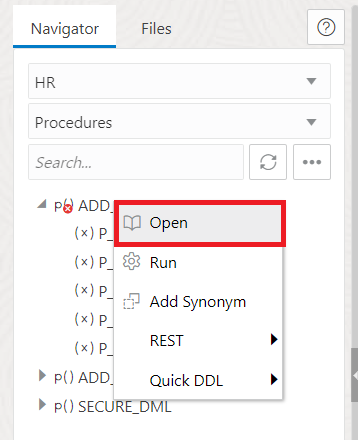 Navigator Files
HR
Procedures
Search...
p() ADD_
Open
(x) P_
(x) P_
Run
(x) P_
Add Synonym
(x) P_
REST
(x) P_
p() ADD_
Quick DDL
p() SECURE_DML